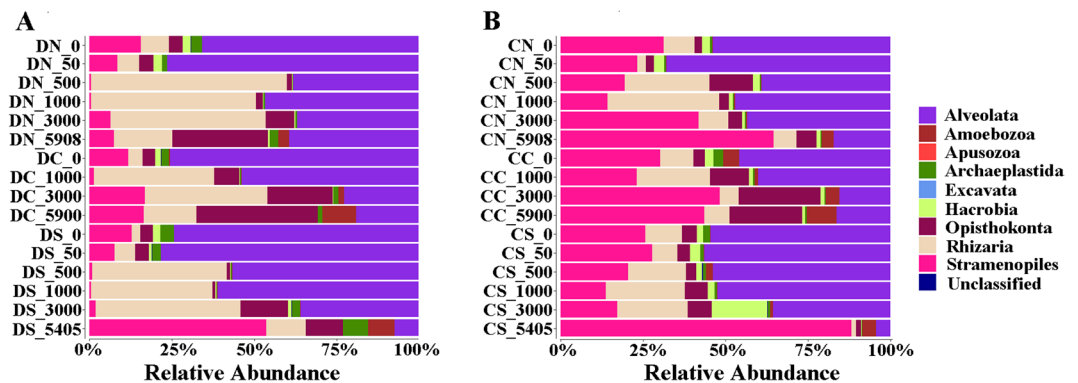 A
DN_0
DN_50
DN_500
DN_1000
DN_3000
DN_5908
DC_0
DC_1000
DC_3000
DC_5900
DS_0
DS_50
DS_500
DS_1000
DS_3000
DS_5405
0% 25% 50% 75% 100%
Relative Abundance
B
CN_0
CN_50
CN_500
CN_1000
CN_3000
CN_5908
CC_0
CC_1000
CC_3000
CC_5900
CS_0
CS_50
CS_500
CS_1000
CS_3000
CS_5405
0% 25% 50% 75% 100%
Relative Abundance
Alveolata
Amoebozoa
Apusozoa
Archaeplastida
Excavata
Hacrobia
Opisthokonta
Rhizaria
Stramenopiles
Unclassified